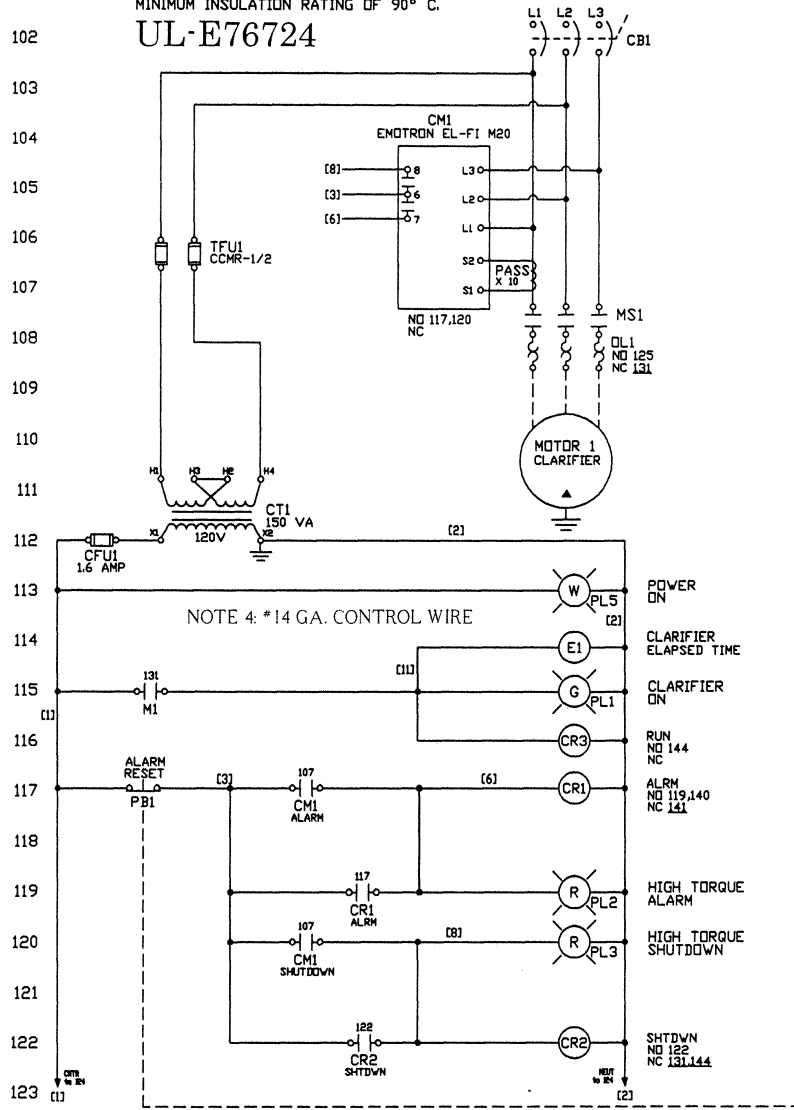 MINIMUM INSULATION RATING OF 90° C.
UL-E76724
102
103
104
105
106
107
108
109
110
111
112
113
114
115
116
117
118
119
120
121
122
123
L1 L2 L3
CB1
CM1
EMOTRON EL-FI M20
[8] 8 L3
[3] 6 L2
[6] 7 L1
S2
PASS
X 10
S1
NO 117,120
NC
TFU1
CCMR-1/2
MS1
OL1
NO 125
NC 131
MOTOR 1
CLARIFIER
H1 H3 H2 H4
CT1
150 VA
X1 120V X2
[2]
CFU1
1.6 AMP
W PL5
POWER
ON
[2]
NOTE 4: #14 GA. CONTROL WIRE
E1
CLARIFIER
ELAPSED TIME
[11]
131
M1
G PL1
CLARIFIER
ON
[1]
CR3
RUN
NO 144
NC
ALARM
RESET
PB1
[3]
107
CM1
ALARM
[6]
CR1
ALRM
NO 119,140
NC 141
117
CR1
ALRM
R PL2
HIGH TORQUE
ALARM
107
CM1
SHUTDOWN
[8]
R PL3
HIGH TORQUE
SHUTDOWN
122
CR2
SHTDWN
CR2
SHTDWN
NO 122
NC 131,144
to 124
[1]
NEUT
to 124
[2]